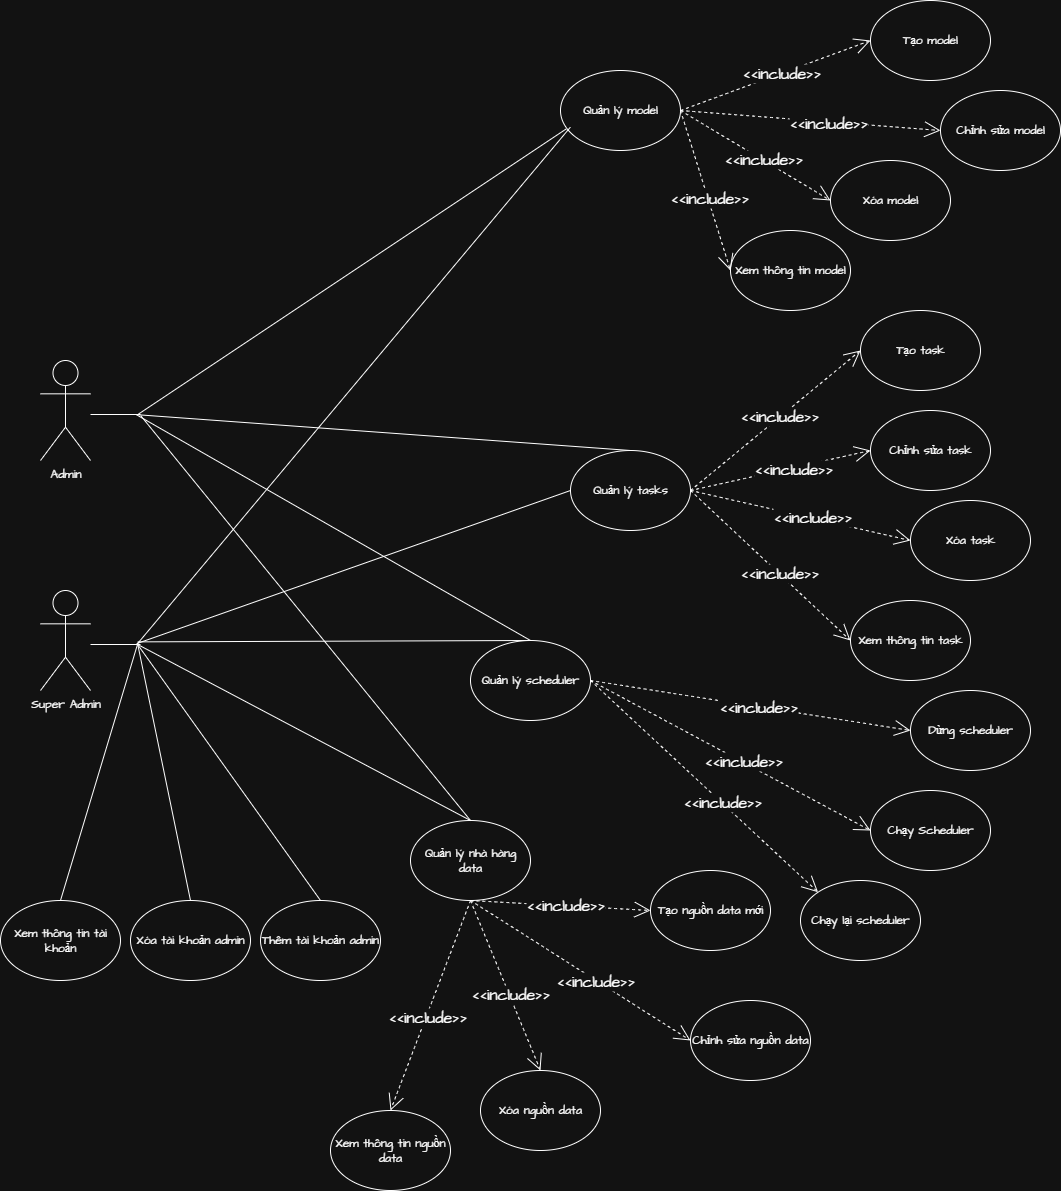 Tạo model
<<include>>
Quản lý model
<<include>>
Chỉnh sửa model
<<include>>
Xóa model
<<include>>
Xem thông tin model
Tạo task
<<include>>
Chỉnh sửa task
<<include>>
Admin
Quản lý tasks
<<include>>
Xóa task
<<include>>
Xem thông tin task
Quản lý scheduler
Super Admin
<<include>>
Dừng scheduler
<<include>>
<<include>>
Chạy Scheduler
Quản lý nhà hàng
data
<<include>>
Tạo nguồn data mới
Chạy lại scheduler
Xem thông tin tài
khoản
Xóa tài khoản admin
Thêm tài khoản admin
<<include>>
<<include>>
<<include>>
Chỉnh sửa nguồn data
Xóa nguồn data
Xem thông tin nguồn
data